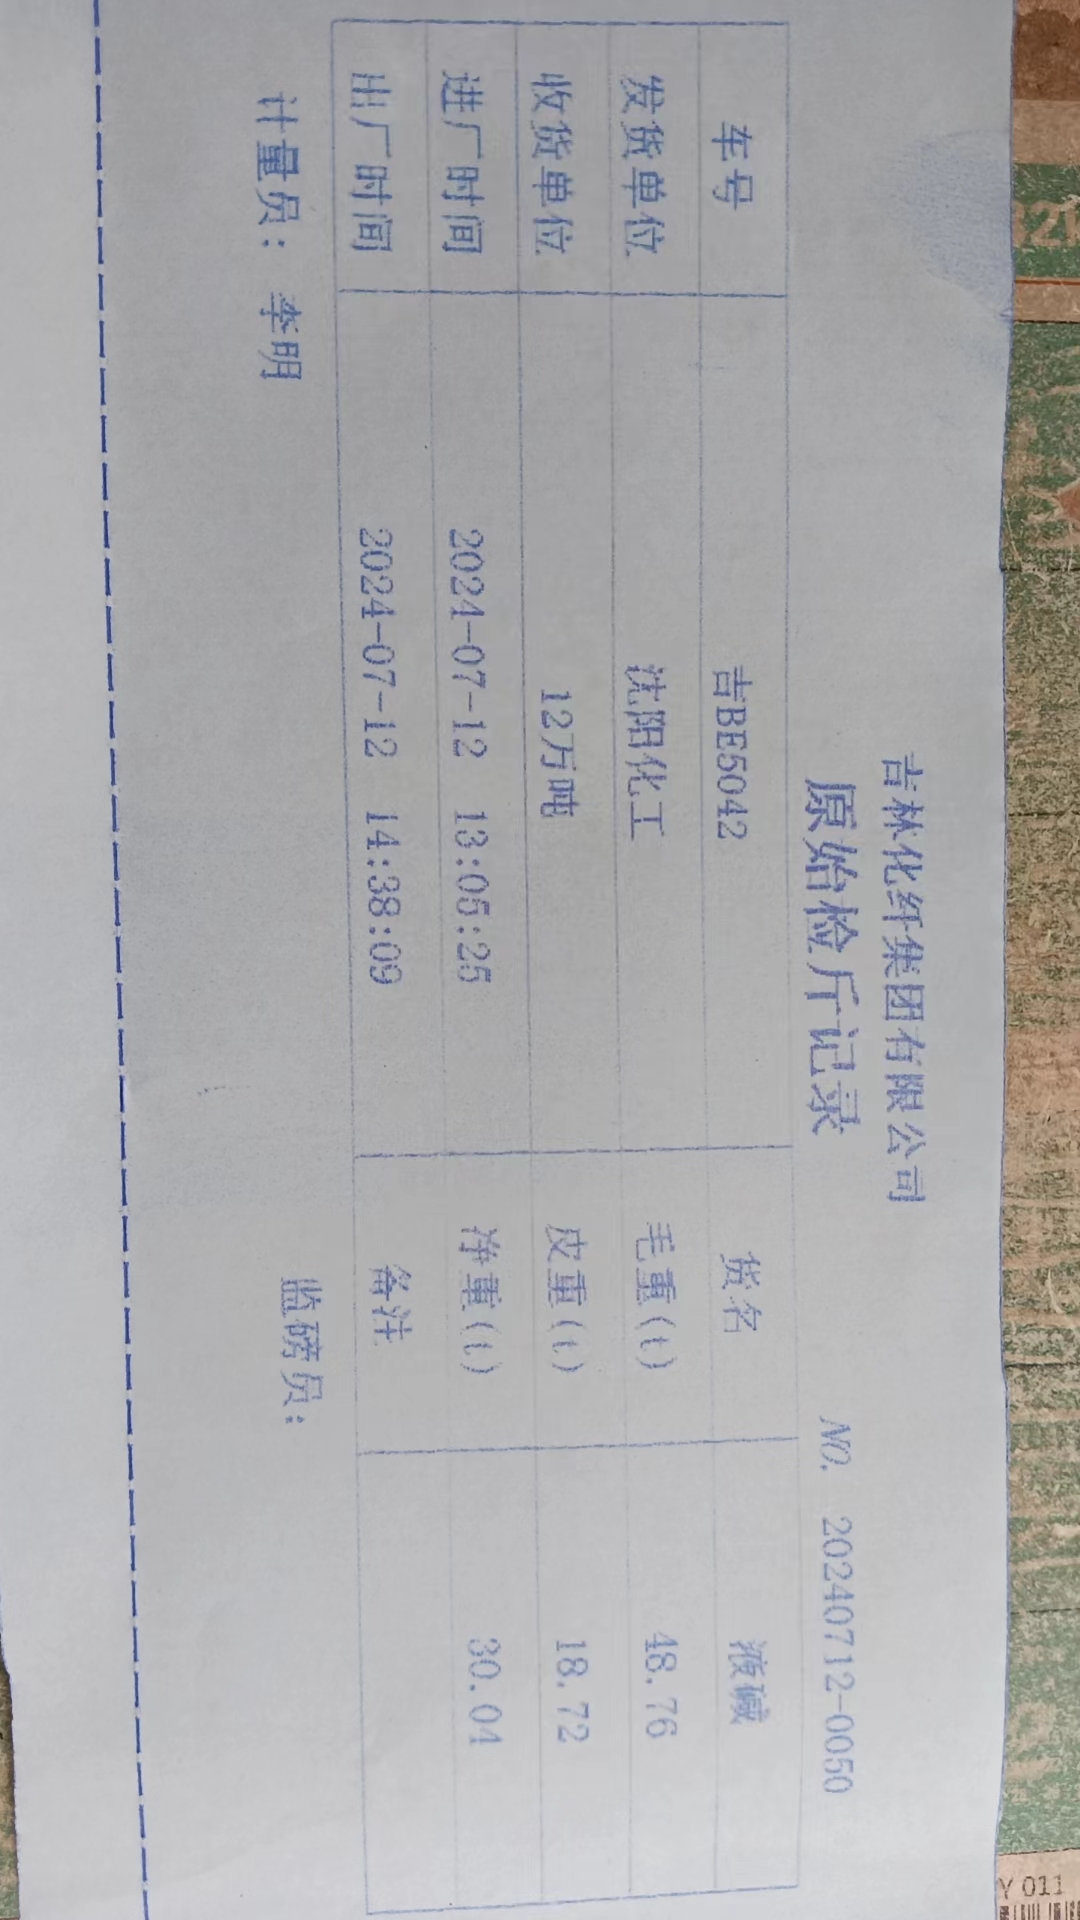 吉林化纤集团有限公司
原始检斤记录
NO. 20240712-0050
车号 吉BE5042 货名 液碱
发货单位 沈阳化工 毛重(t) 48.76
收货单位 12万吨 皮重(t) 18.72
进厂时间 2024-07-12 13:05:25 净重(t) 30.04
出厂时间 2024-07-12 14:38:09 备注
计量员: 李明 监磅员:
Y 011